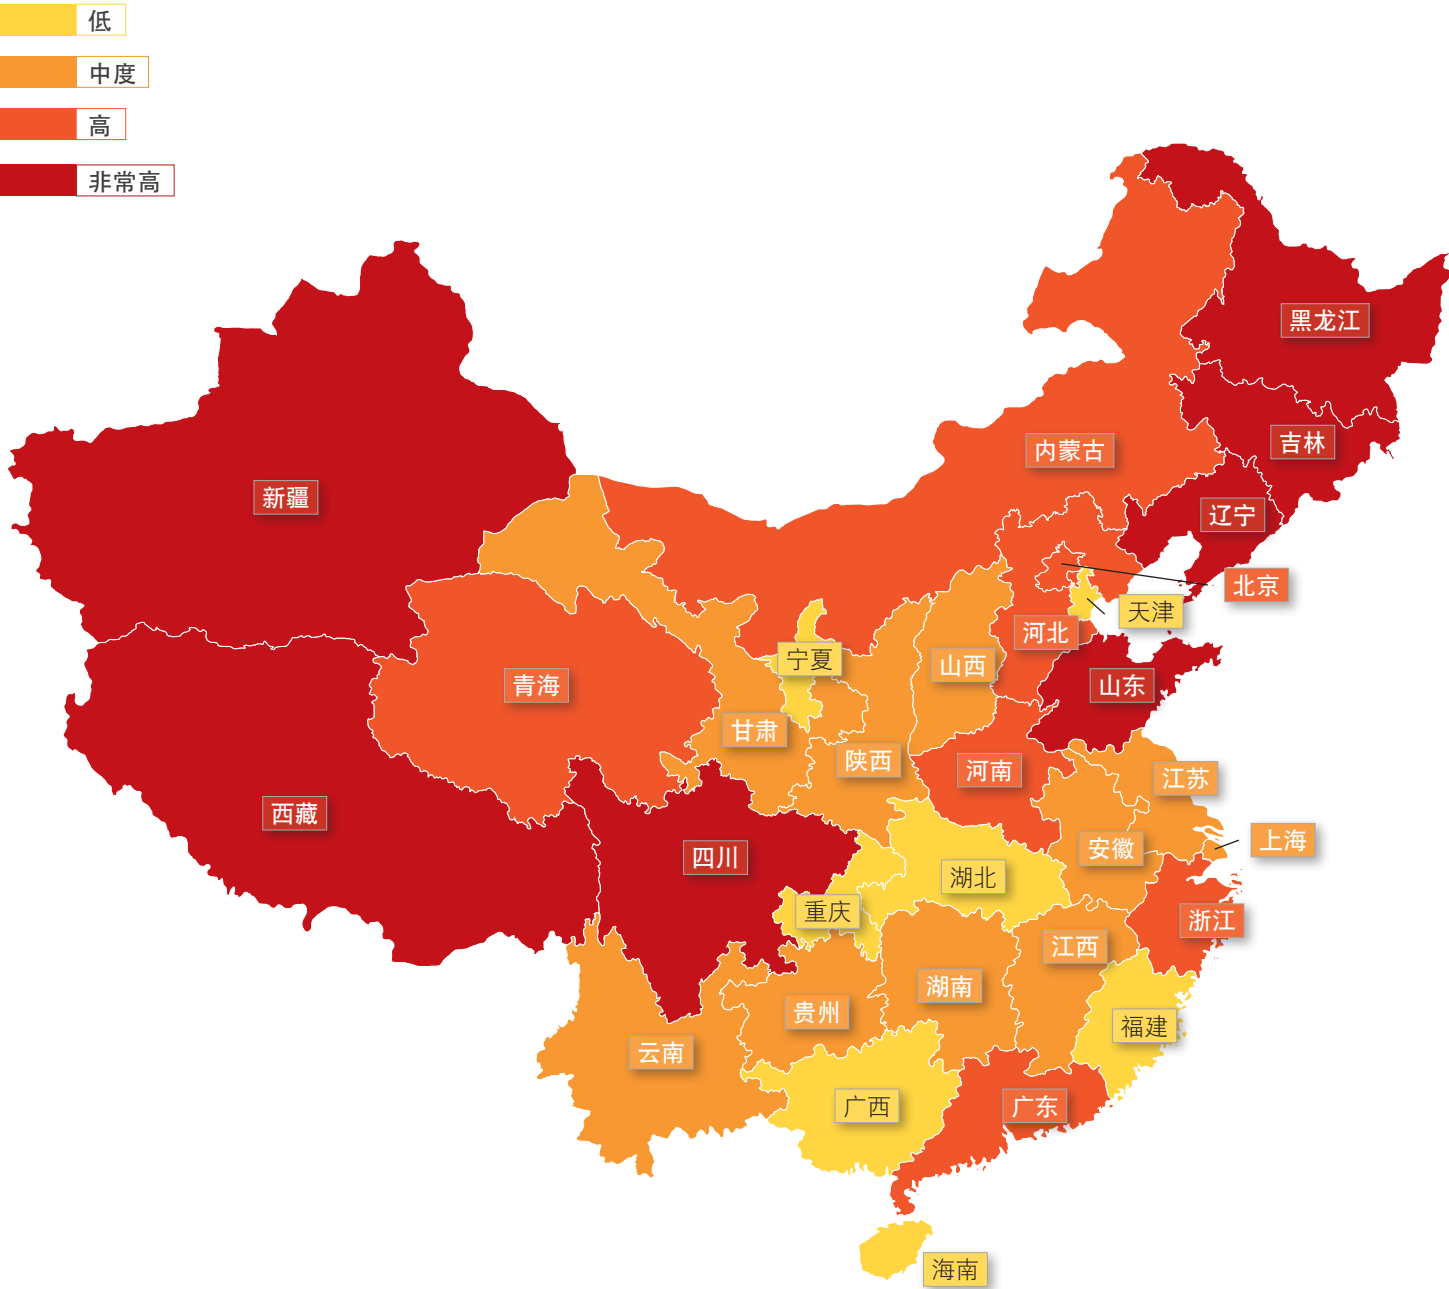 低
中度
高
非常高
黑龙江
吉林
内蒙古
新疆
辽宁
北京
天津
河北
宁夏
山西
青海
山东
甘肃
陕西
河南
江苏
西藏
上海
安徽
四川
湖北
重庆
浙江
江西
湖南
贵州
福建
云南
广西
广东
海南